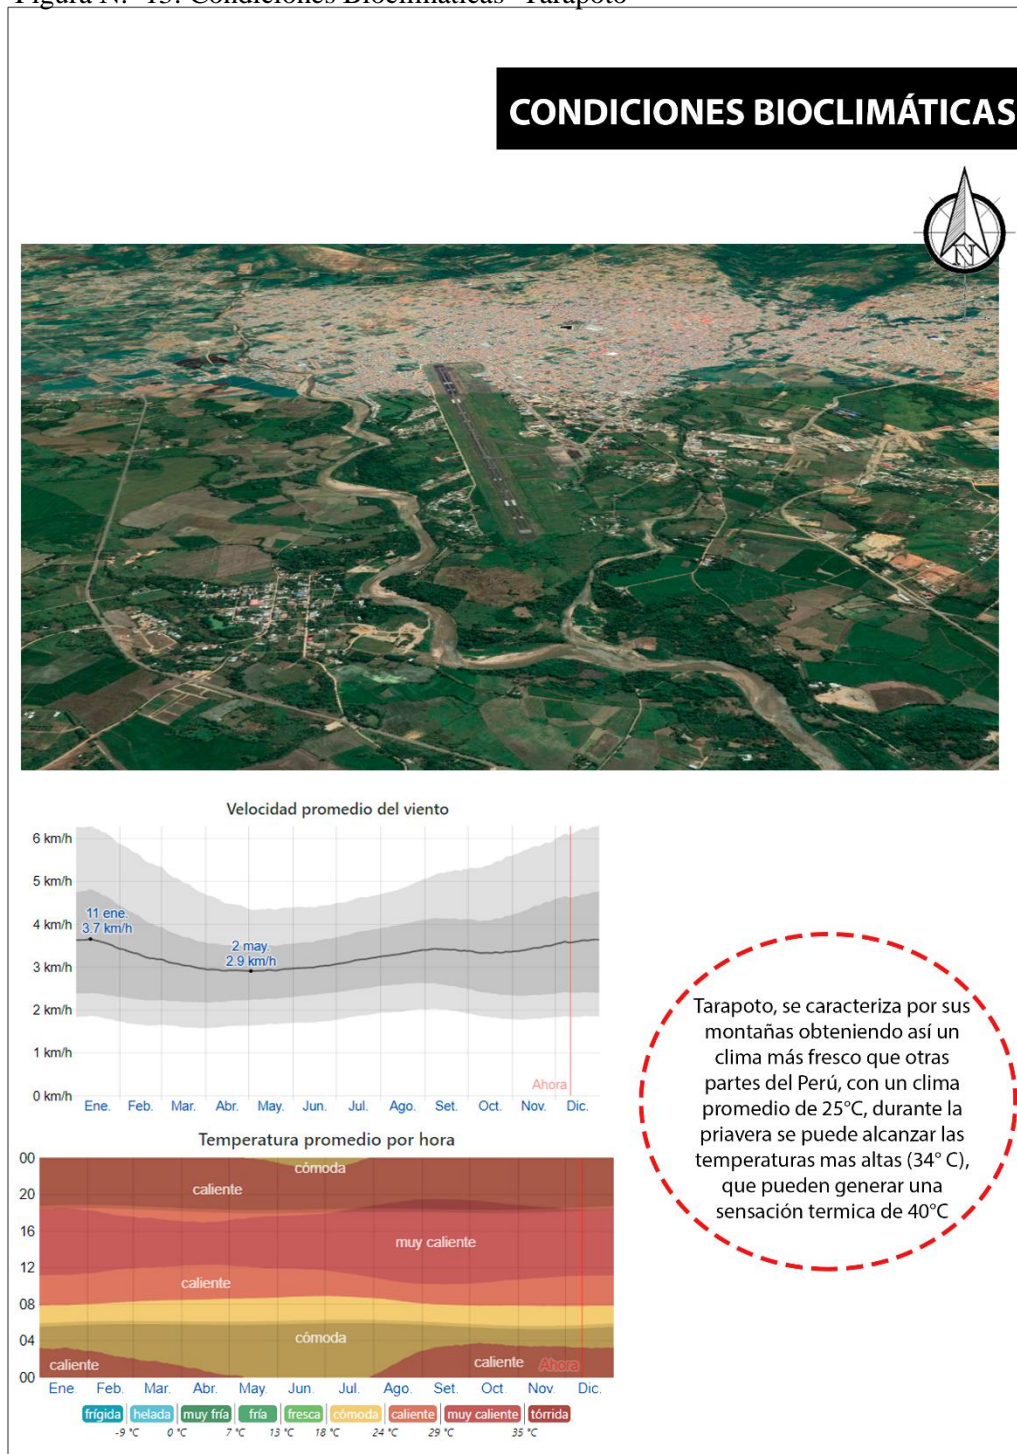 Figura N.° 15: Condiciones Bioclimáticas- Tarapoto
CONDICIONES BIOCLIMÁTICAS
N
Velocidad promedio del viento
6 km/h
5 km/h
4 km/h
3 km/h
2 km/h
1 km/h
0 km/h
11 ene.
3.7 km/h
2 may.
2.9 km/h
Ahora
Ene. Feb. Mar. Abr. May. Jun. Jul. Ago. Set. Oct. Nov. Dic.
Tarapoto, se caracteriza por sus
montañas obteniendo así un
clima más fresco que otras
partes del Perú, con un clima
promedio de 25°C, durante la
priavera se puede alcanzar las
temperaturas mas altas (34° C),
que pueden generar una
sensación termica de 40°C
Temperatura promedio por hora
00
20
16
12
08
04
00
cómoda
caliente
muy caliente
caliente
cómoda
caliente
caliente
Ahora
Ene. Feb. Mar. Abr. May. Jun. Jul. Ago. Set. Oct. Nov. Dic.
frígida helada muy fría fría fresca cómoda caliente muy caliente tórrida
-9 °C 0 °C 7 °C 13 °C 18 °C 24 °C 29 °C 35 °C